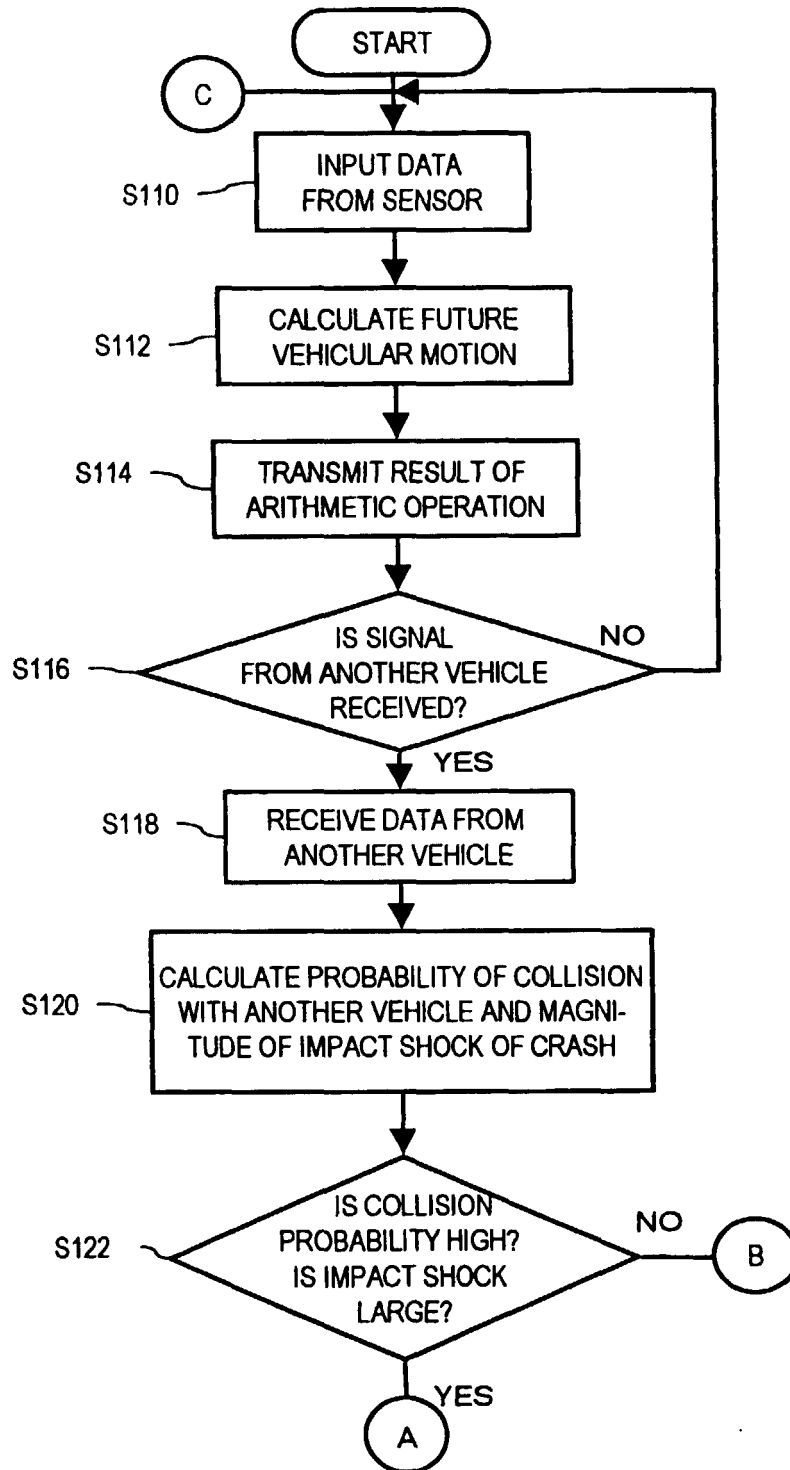 START
C
INPUT DATA
FROM SENSOR
S110
CALCULATE FUTURE
VEHICULAR MOTION
S112
TRANSMIT RESULT OF
ARITHMETIC OPERATION
S114
IS SIGNAL
FROM ANOTHER VEHICLE
RECEIVED?
S116
NO
YES
RECEIVE DATA FROM
ANOTHER VEHICLE
S118
CALCULATE PROBABILITY OF COLLISION
WITH ANOTHER VEHICLE AND MAGNI-
TUDE OF IMPACT SHOCK OF CRASH
S120
IS COLLISION
PROBABILITY HIGH?
IS IMPACT SHOCK
LARGE?
S122
NO
B
YES
A